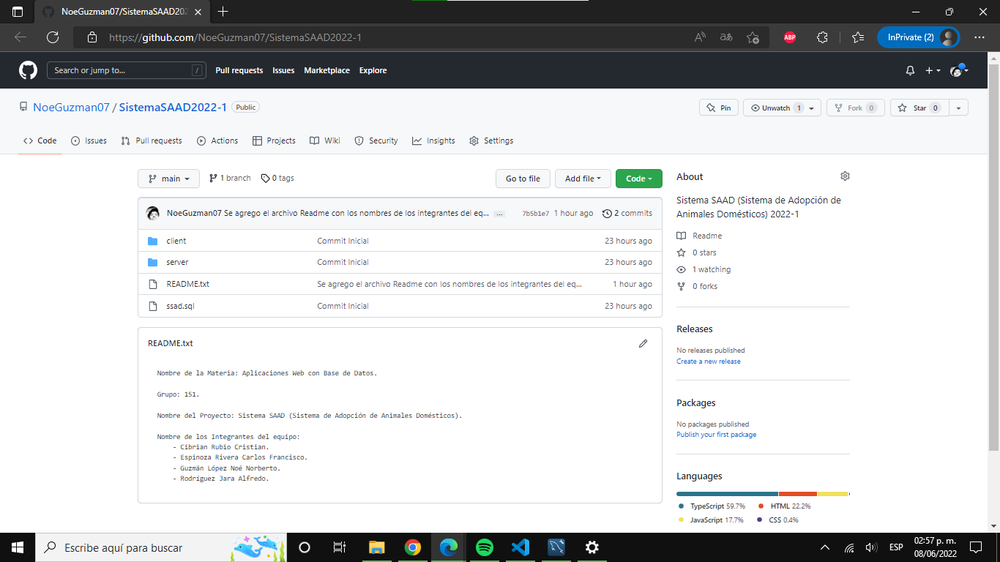 NoeGuzman07/SistemaSAAD202
https://github.com/NoeGuzman07/SistemaSAAD2022-1
ABP
InPrivate (2)
Search or jump to...
/
Pull requests Issues Marketplace Explore
NoeGuzman07 / SistemaSAAD2022-1 Public
Pin Unwatch 1 Fork 0 Star 0
Code Issues Pull requests Actions Projects Wiki Security Insights Settings
main 1 branch 0 tags Go to file Add file Code
NoeGuzman07 Se agrego el archivo Readme con los nombres de los integrantes del eq... ... 7b5b1e7 1 hour ago 2 commits
client Commit Inicial 23 hours ago
server Commit Inicial 23 hours ago
README.txt Se agrego el archivo Readme con los nombres de los integrantes del eq... 1 hour ago
ssad.sql Commit Inicial 23 hours ago
README.txt
Nombre de la Materia: Aplicaciones Web con Base de Datos.
Grupo: 151.
Nombre del Proyecto: Sistema SAAD (Sistema de Adopción de Animales Domésticos).
Nombre de los Integrantes del equipo:
- Cibrian Rubio Cristian.
- Espinoza Rivera Carlos Francisco.
- Guzmán López Noé Norberto.
- Rodríguez Jara Alfredo.
About
Sistema SAAD (Sistema de Adopción de
Animales Domésticos) 2022-1
Readme
0 stars
1 watching
0 forks
Releases
No releases published
Create a new release
Packages
No packages published
Publish your first package
Languages
TypeScript 59.7% HTML 22.2%
JavaScript 17.7% CSS 0.4%
Escribe aquí para buscar
ESP
02:57 p. m.
08/06/2022